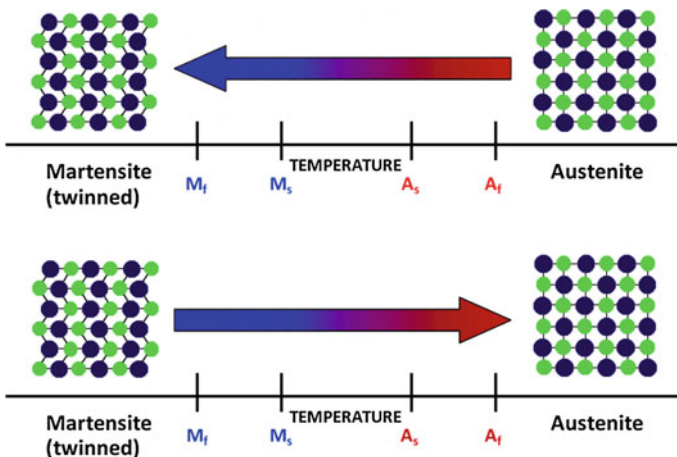 TEMPERATURE
Martensite
(twinned)
Mf
Ms
As
Af
Austenite
TEMPERATURE
Martensite
(twinned)
Mf
Ms
As
Af
Austenite